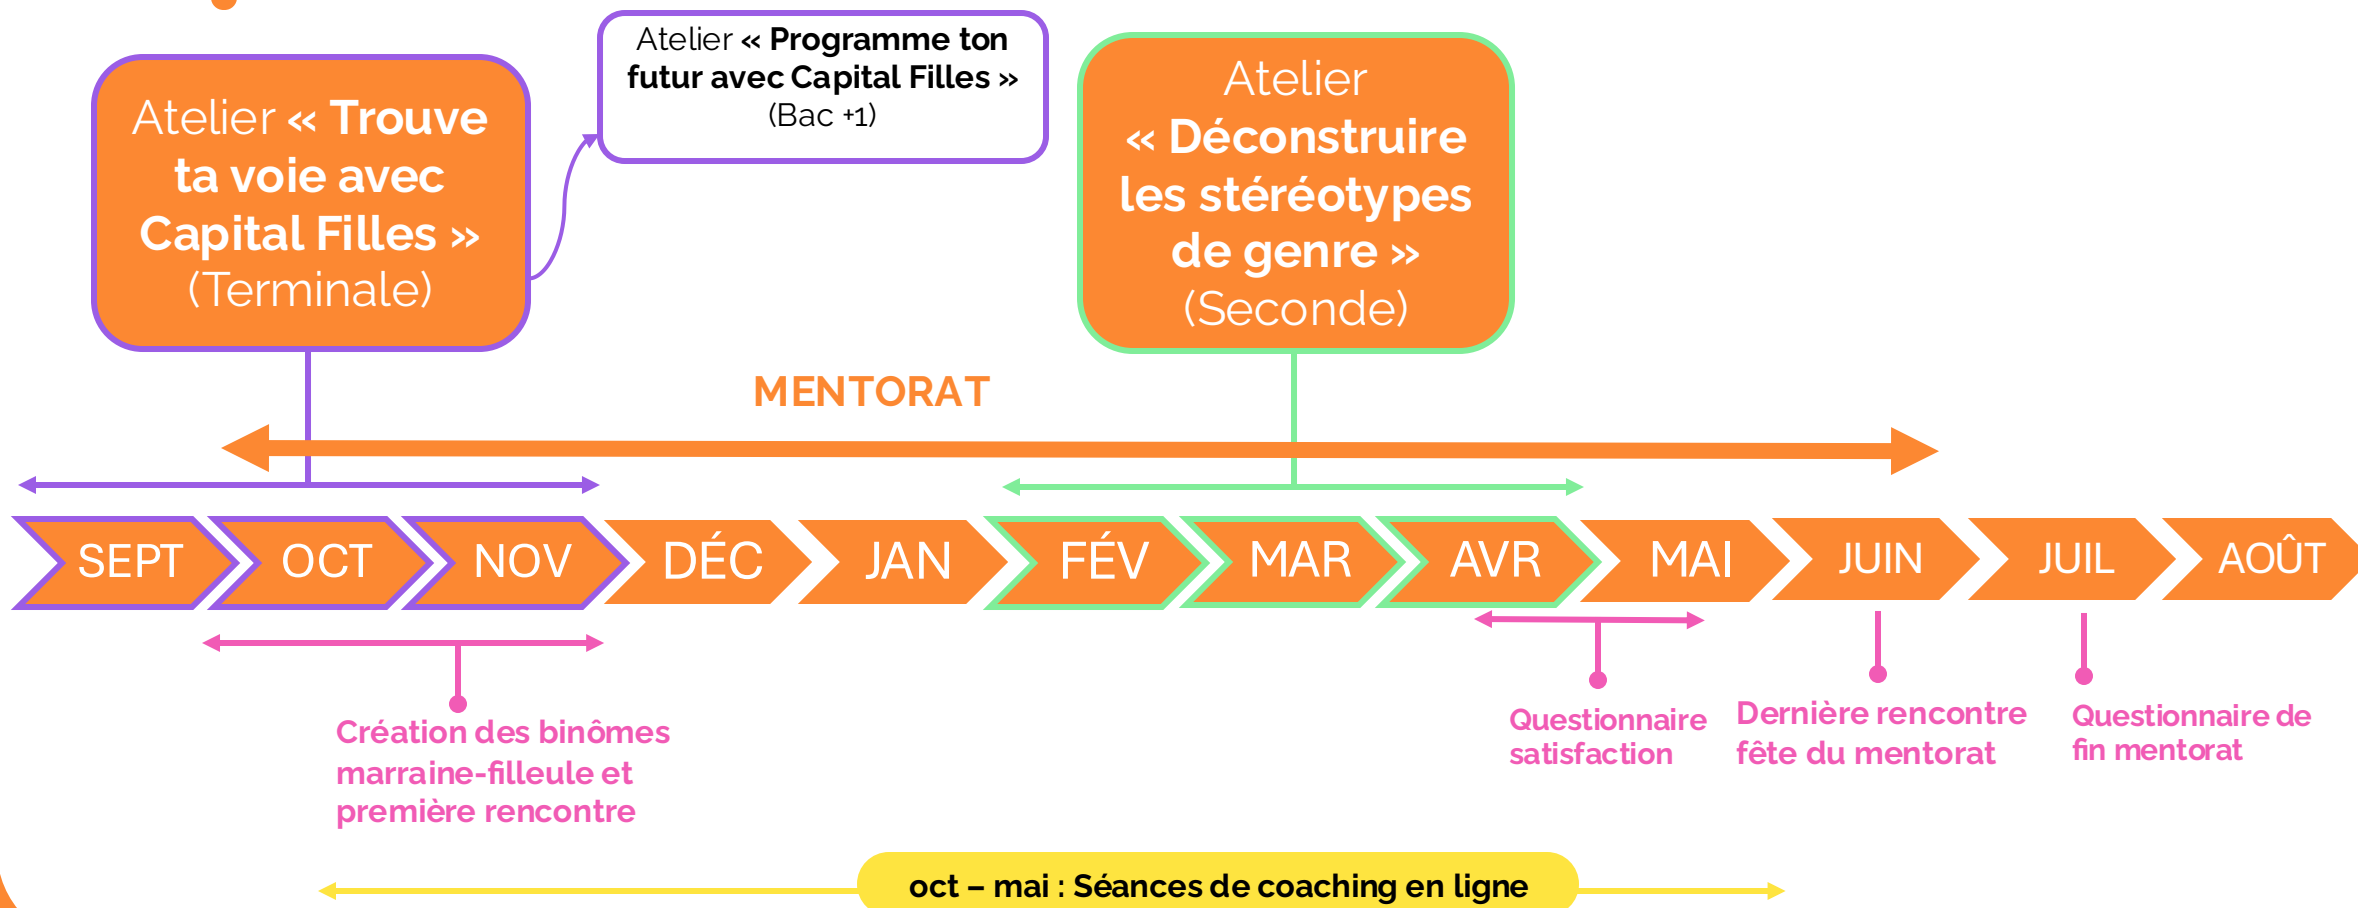 Atelier « Trouve
ta voie avec
Capital Filles »
(Terminale)
Atelier « Programme ton
futur avec Capital Filles »
(Bac +1)
Atelier
« Déconstruire
les stéréotypes
de genre »
(Seconde)
MENTORAT
SEPT
OCT
NOV
DÉC
JAN
FÉV
MAR
AVR
MAI
JUIN
JUIL
AOÛT
Création des binômes
marraine-filleule et
première rencontre
Questionnaire
satisfaction
Dernière rencontre
fête du mentorat
Questionnaire de
fin mentorat
oct – mai : Séances de coaching en ligne